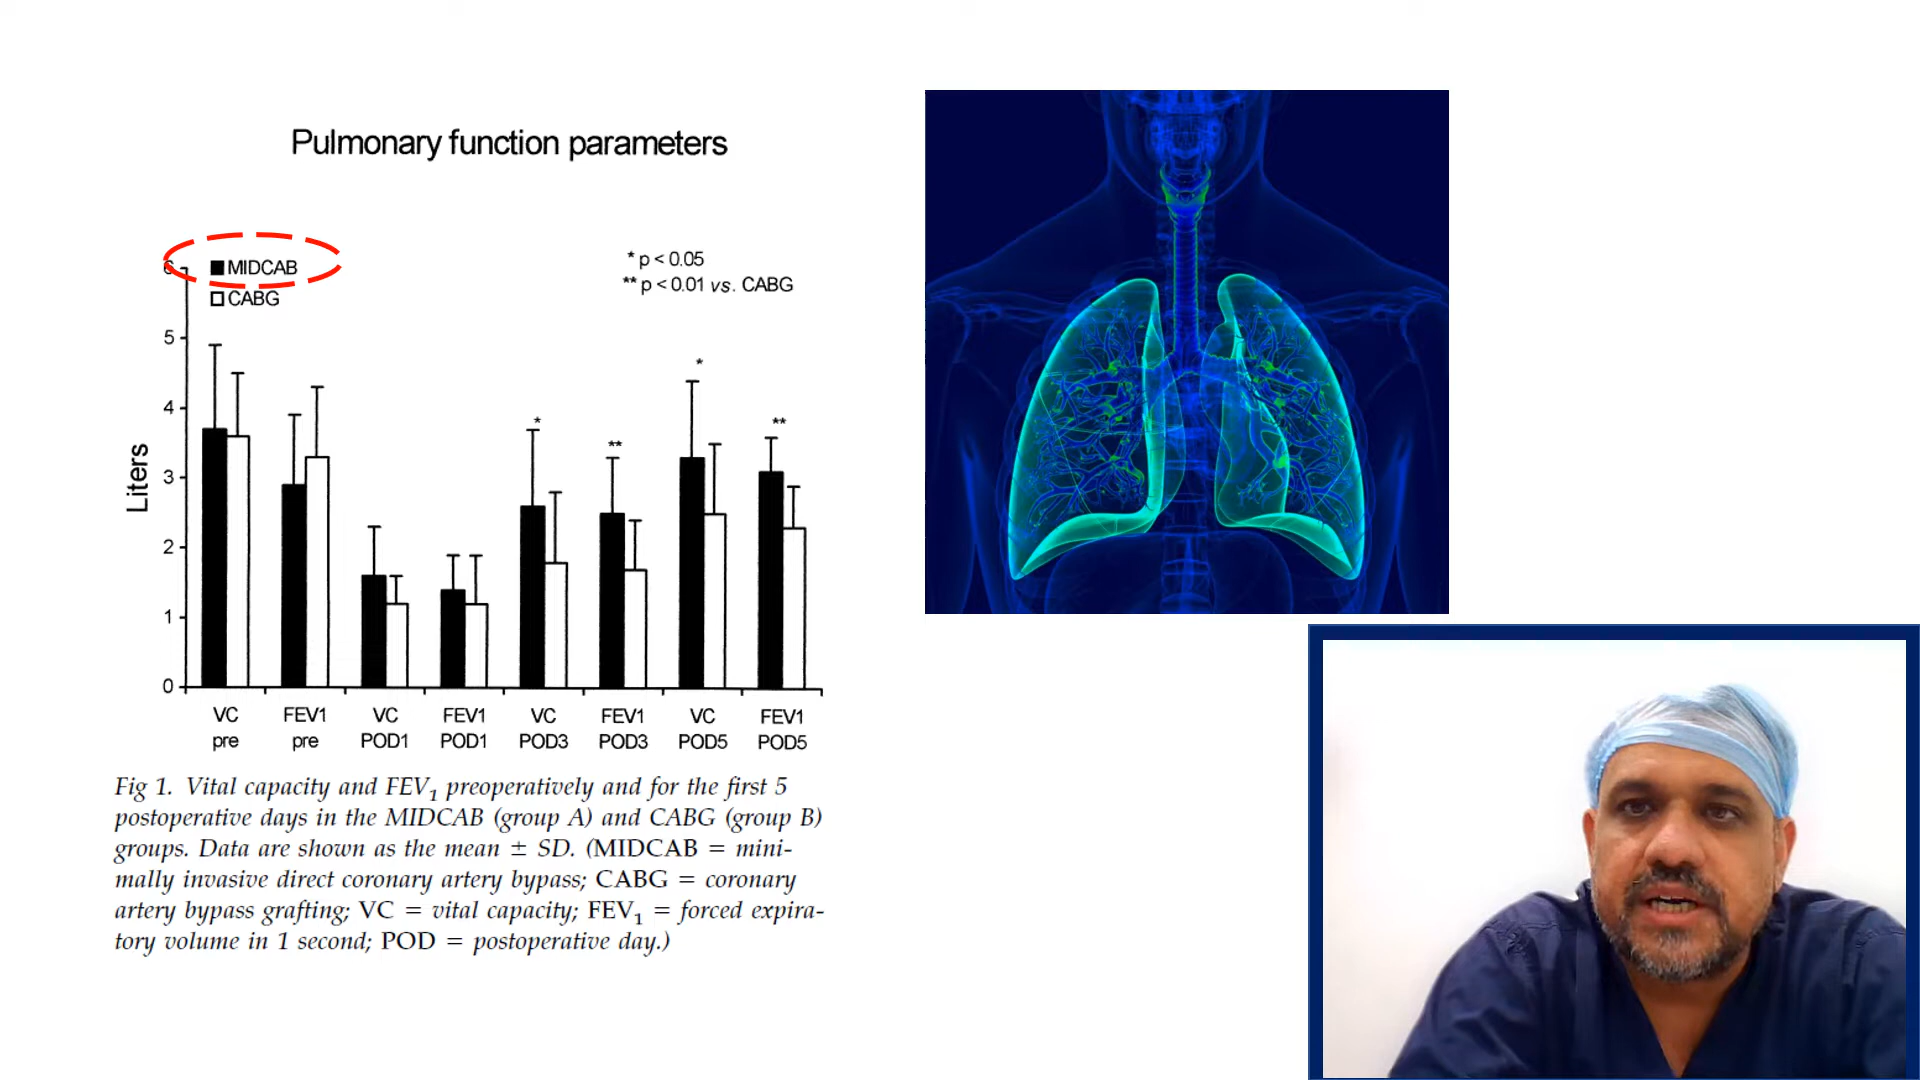 Pulmonary function parameters
MIDCAB
CABG
* p < 0.05
** p < 0.01 vs. CABG
Liters
6
5
4
3
2
1
0
*
**
*
**
VC pre
FEV1 pre
VC POD1
FEV1 POD1
VC POD3
FEV1 POD3
VC POD5
FEV1 POD5
Fig 1. Vital capacity and FEV₁ preoperatively and for the first 5
postoperative days in the MIDCAB (group A) and CABG (group B)
groups. Data are shown as the mean ± SD. (MIDCAB = mini-
mally invasive direct coronary artery bypass; CABG = coronary
artery bypass grafting; VC = vital capacity; FEV₁ = forced expira-
tory volume in 1 second; POD = postoperative day.)